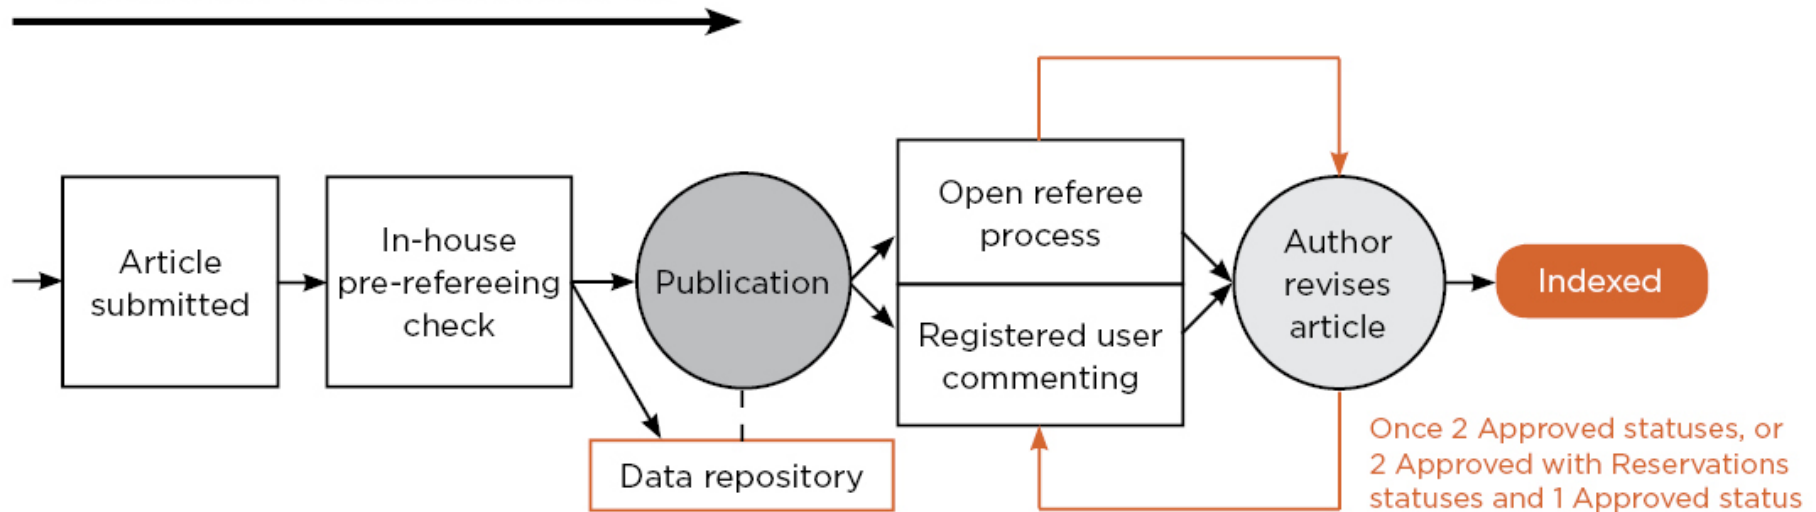 Article
submitted
In-house
pre-refereeing
check
Publication
Data repository
Open referee
process
Registered user
commenting
Author
revises
article
Indexed
Once 2 Approved statuses, or
2 Approved with Reservations
statuses and 1 Approved status